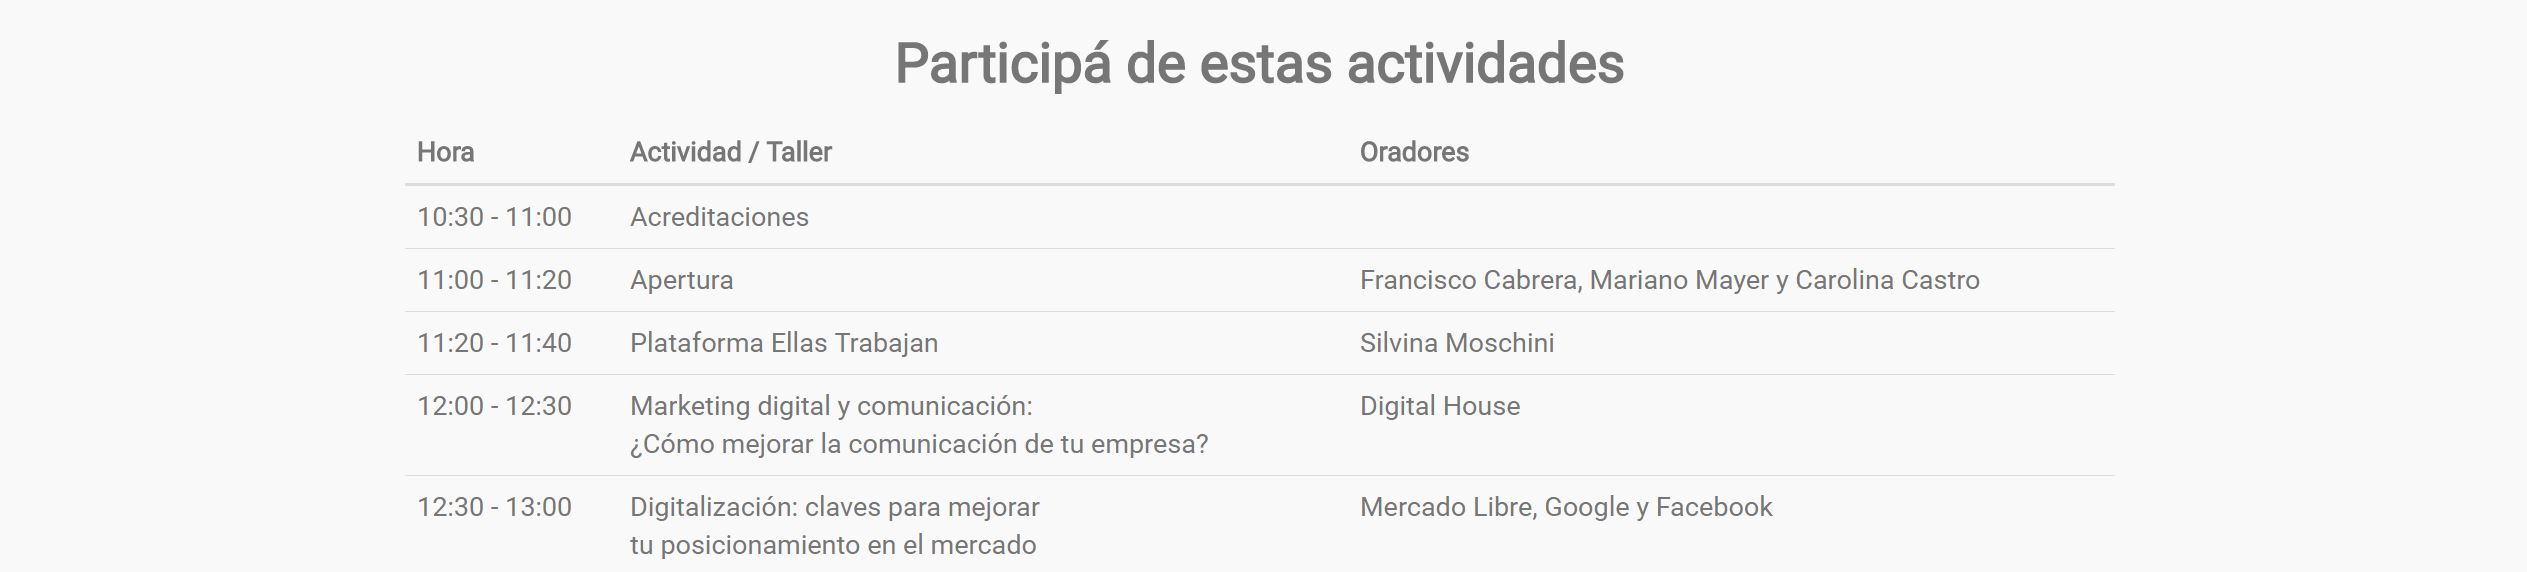 Participá de estas actividades
Hora Actividad / Taller Oradores
10:30 - 11:00 Acreditaciones
11:00 - 11:20 Apertura Francisco Cabrera, Mariano Mayer y Carolina Castro
11:20 - 11:40 Plataforma Ellas Trabajan Silvina Moschini
12:00 - 12:30 Marketing digital y comunicación: Digital House
¿Cómo mejorar la comunicación de tu empresa?
12:30 - 13:00 Digitalización: claves para mejorar Mercado Libre, Google y Facebook
tu posicionamiento en el mercado